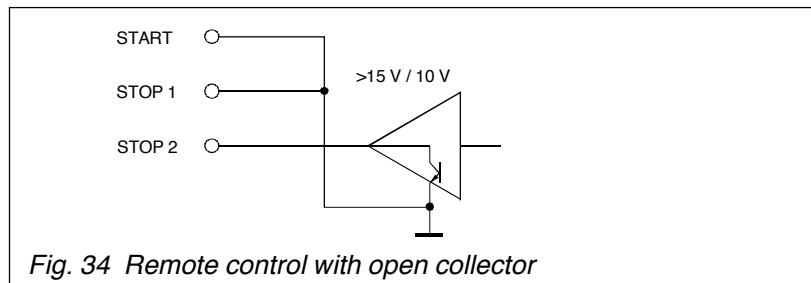 START
>15 V / 10 V
STOP 1
STOP 2
Fig. 34 Remote control with open collector